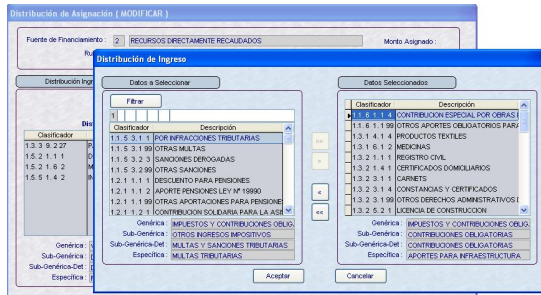 Distribución de Asignación ( MODIFICAR )
Fuente de Financiamiento : 2 RECURSOS DIRECTAMENTE RECAUDADOS Monto Asignado :
Distribución de Ingreso
Datos a Seleccionar
Filtrar
1
Clasificador Descripción
1.1.5 3.1 1 POR INFRACCIONES TRIBUTARIAS
1.1.5 3.1 99 OTRAS MULTAS
1.1.5 3.2 3 SANCIONES DEROGADAS
1.1.5 3.2 99 OTRAS SANCIONES
1.2.1 1.1 1 DESCUENTO PARA PENSIONES
1.2.1 1.1 2 APORTE PENSIONES LEY N° 19990
1.2.1 1.1 99 OTRAS APORTACIONES PARA PENSIONE
1.2.1 1.2 1 CONTRIBUCION SOLIDARIA PARA LA ASI
Genérica : IMPUESTOS Y CONTRIBUCIONES OBLIG.
Sub-Genérica : OTROS INGRESOS IMPOSITIVOS
Sub-Genérica-Det : MULTAS Y SANCIONES TRIBUTARIAS
Específica : MULTAS TRIBUTARIAS
>>
>
<
<<
Datos Seleccionados
Clasificador Descripción
1.1.6 1.1 4 CONTRIBUCION ESPECIAL POR OBRAS
1.1.6 1.1 99 OTROS APORTES OBLIGATORIOS PARA
1.3.1 4.1 4 PRODUCTOS TEXTILES
1.3.1 6.1 2 MEDICINAS
1.3.2 1.1 1 REGISTRO CIVIL
1.3.2 1.4 1 CERTIFICADOS DOMICILIARIOS
1.3.2 3.1 3 CARNETS
1.3.2 3.1 4 CONSTANCIAS Y CERTIFICADOS
1.3.2 3.1 99 OTROS DERECHOS ADMINISTRATIVOS
1.3.2 5.2 1 LICENCIA DE CONSTRUCCION
Genérica : IMPUESTOS Y CONTRIBUCIONES OBLIG.
Sub-Genérica : CONTRIBUCIONES OBLIGATORIAS
Sub-Genérica-Det : CONTRIBUCIONES OBLIGATORIAS
Específica : APORTES PARA INFRAESTRUCTURA
Aceptar Cancelar
Distribución Ingr
Clasificador
1.3.3 9.2 27
1.5.2 1.1 1
1.5.2 1.6 2
1.5.5 1.4 2
Genérica :
Sub-Genérica :
Sub-Genérica-Det :
Específica :